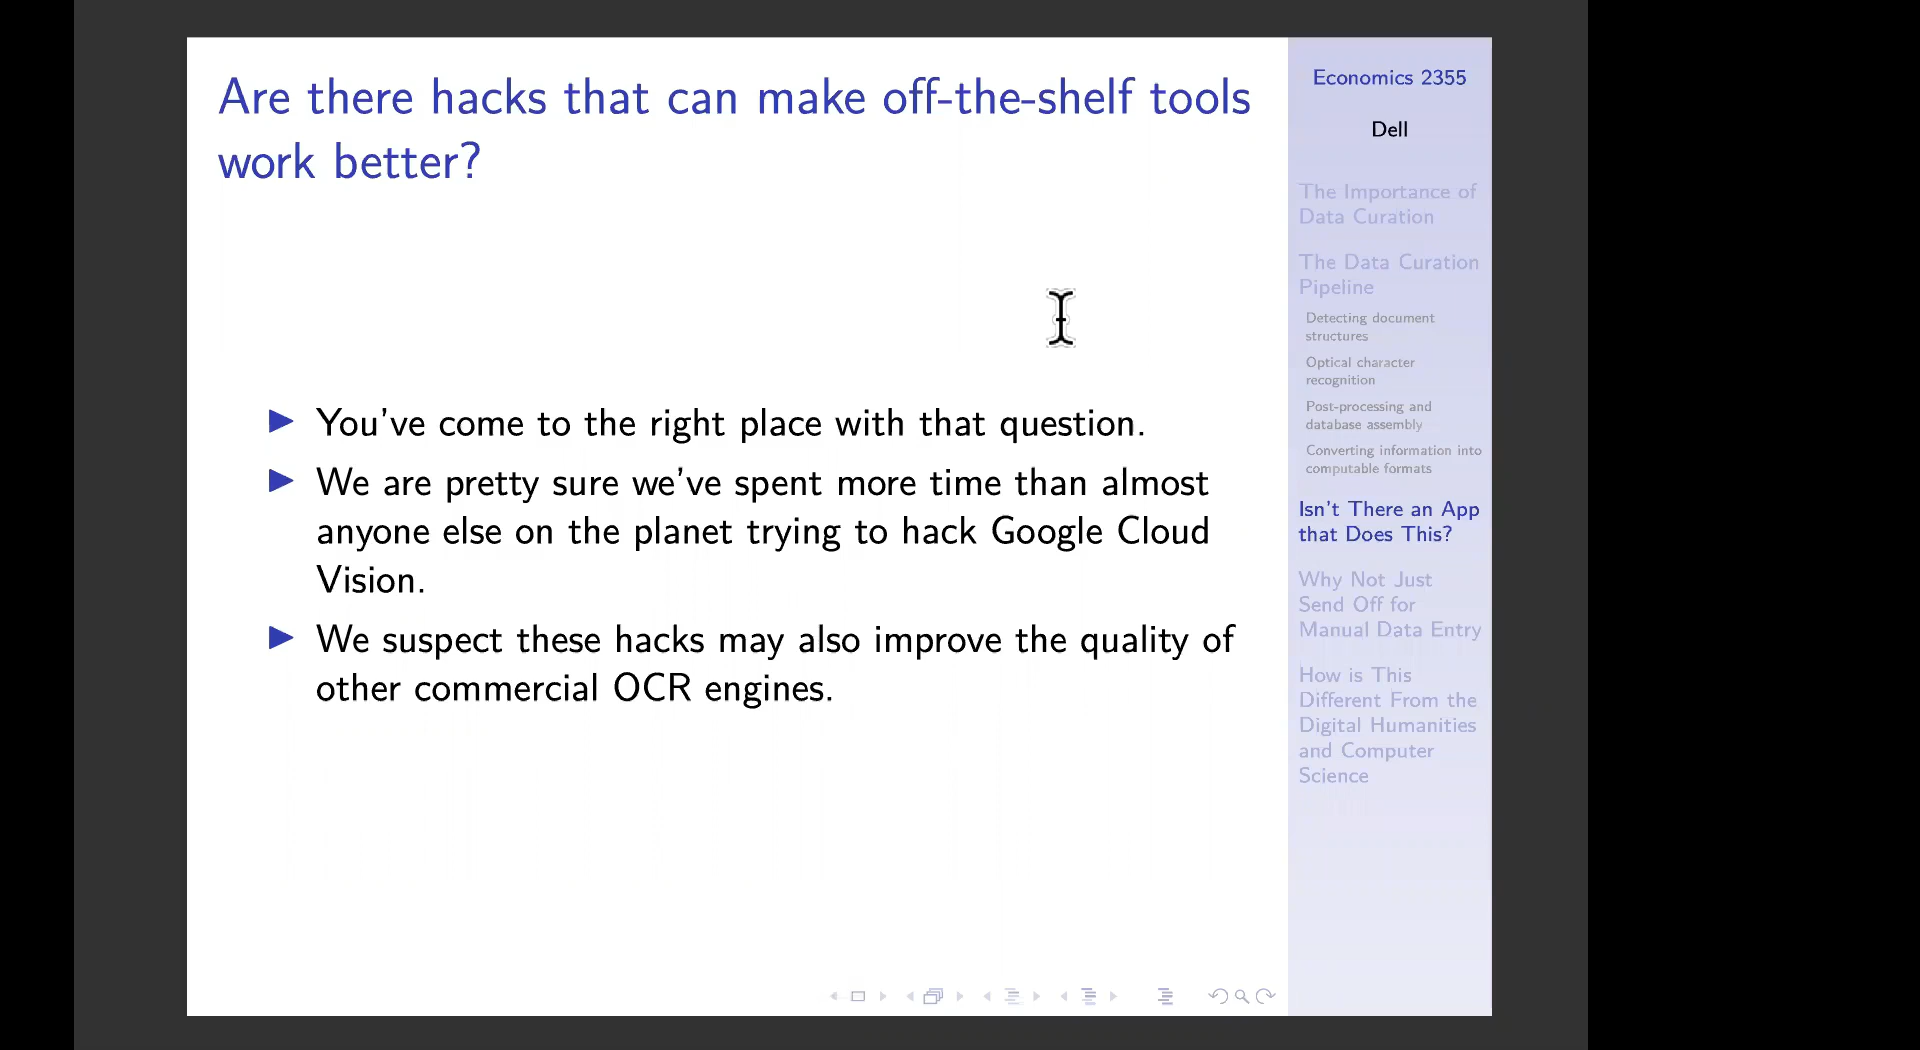 Are there hacks that can make off-the-shelf tools
work better?
You've come to the right place with that question.
We are pretty sure we've spent more time than almost
anyone else on the planet trying to hack Google Cloud
Vision.
We suspect these hacks may also improve the quality of
other commercial OCR engines.
Economics 2355
Dell
The Importance of
Data Curation
The Data Curation
Pipeline
Detecting document
structures
Optical character
recognition
Post-processing and
database assembly
Converting information into
computable formats
Isn't There an App
that Does This?
Why Not Just
Send Off for
Manual Data Entry
How is This
Different From the
Digital Humanities
and Computer
Science